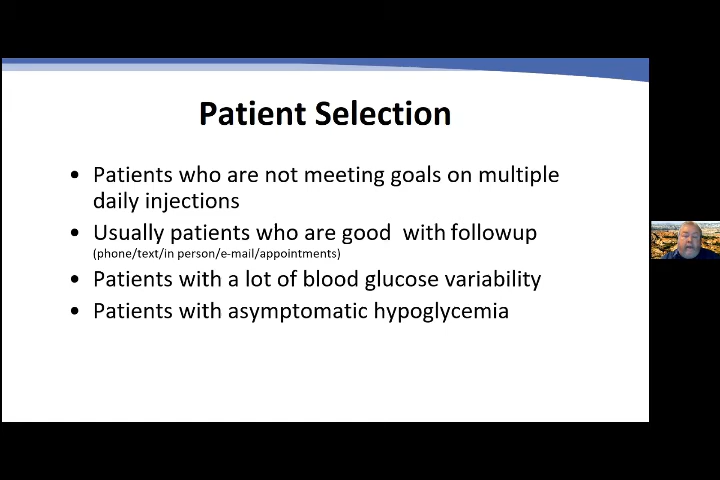 Patient Selection
• Patients who are not meeting goals on multiple
daily injections
• Usually patients who are good  with followup
(phone/text/in person/e-mail/appointments)
• Patients with a lot of blood glucose variability
• Patients with asymptomatic hypoglycemia